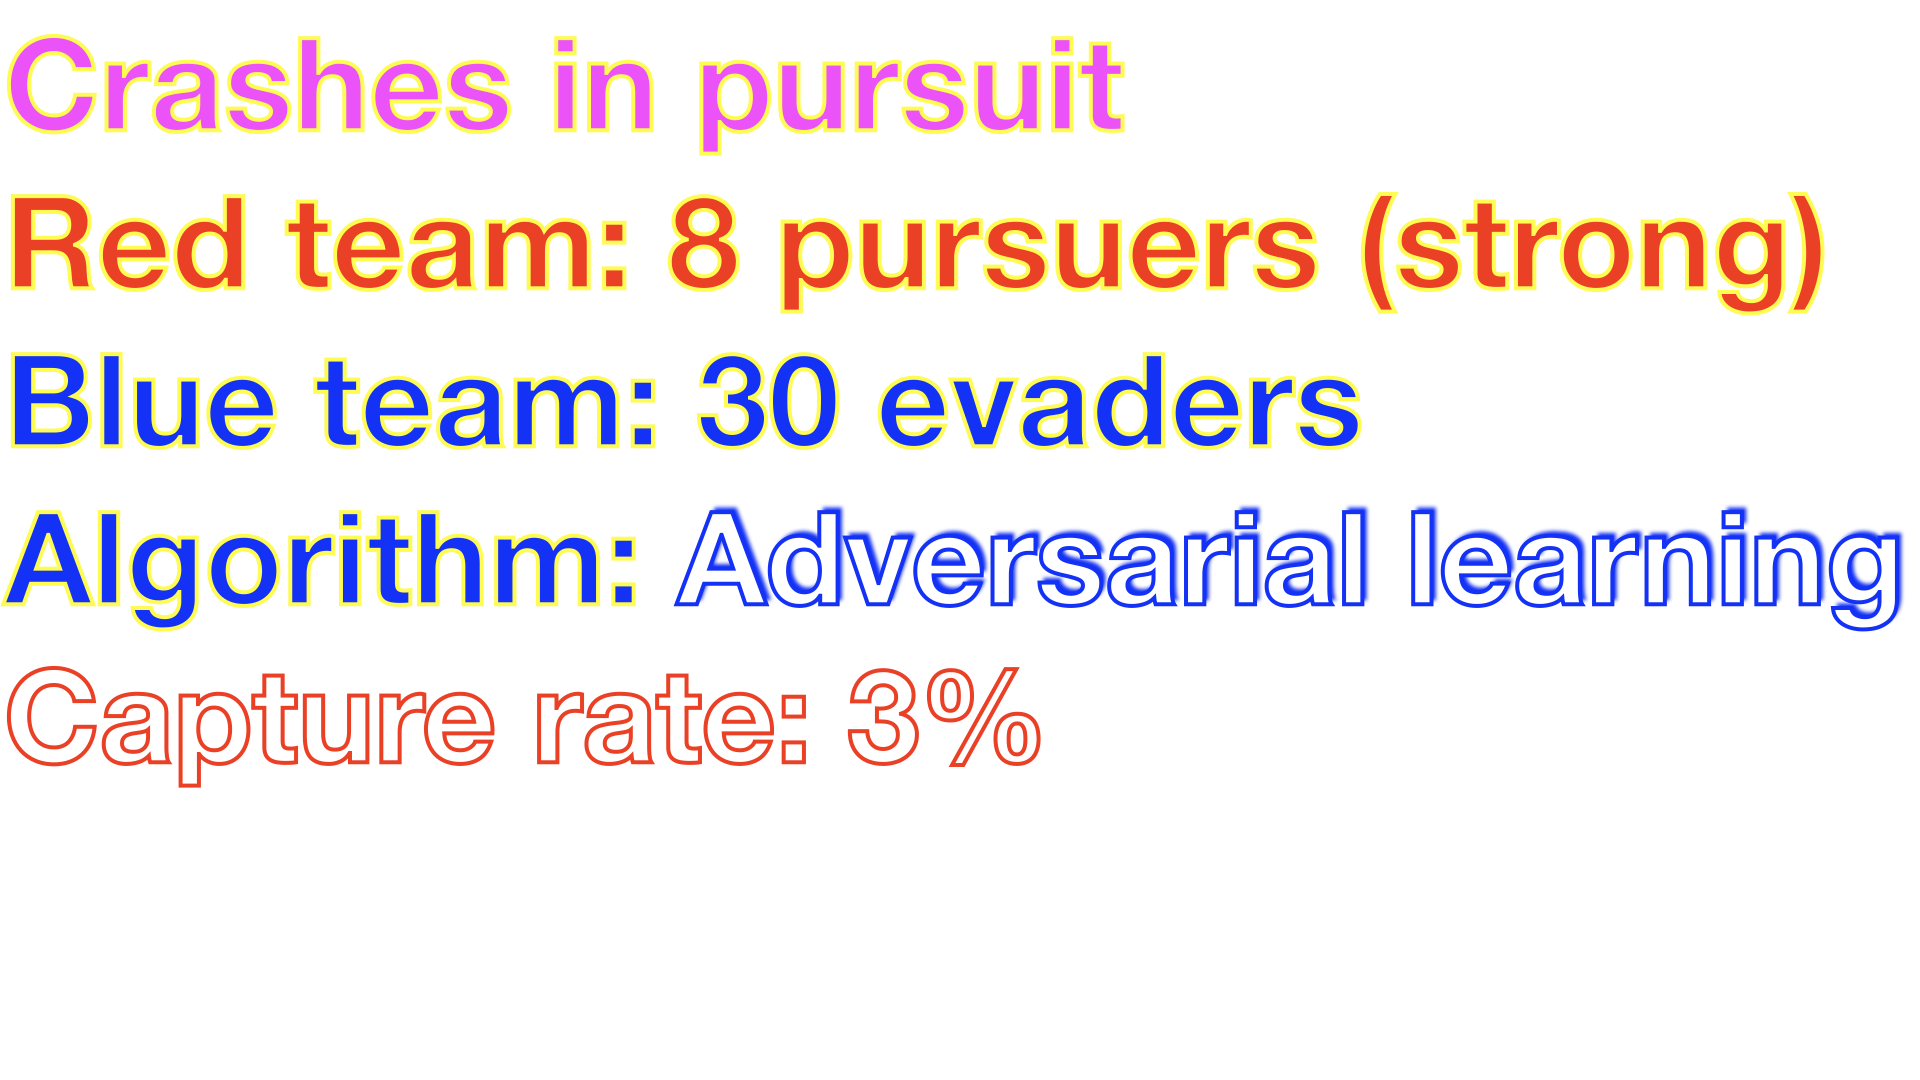 Crashes in pursuit
Red team: 8 pursuers (strong)
Blue team: 30 evaders
Algorithm: Adversarial learning
Capture rate: 3%